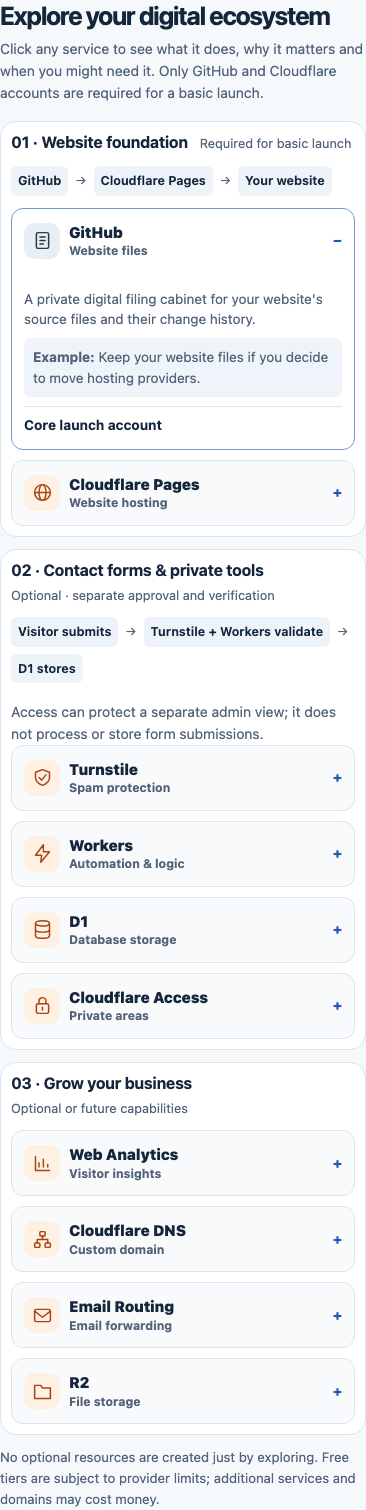 Explore your digital ecosystem
Click any service to see what it does, why it matters and
when you might need it. Only GitHub and Cloudflare
accounts are required for a basic launch.
01 · Website foundation Required for basic launch
GitHub → Cloudflare Pages → Your website
GitHub
Website files
−
A private digital filing cabinet for your website's
source files and their change history.
Example: Keep your website files if you decide
to move hosting providers.
Core launch account
Cloudflare Pages
Website hosting
+
02 · Contact forms & private tools
Optional · separate approval and verification
Visitor submits → Turnstile + Workers validate →
D1 stores
Access can protect a separate admin view; it does
not process or store form submissions.
Turnstile
Spam protection
+
Workers
Automation & logic
+
D1
Database storage
+
Cloudflare Access
Private areas
+
03 · Grow your business
Optional or future capabilities
Web Analytics
Visitor insights
+
Cloudflare DNS
Custom domain
+
Email Routing
Email forwarding
+
R2
File storage
+
No optional resources are created just by exploring. Free
tiers are subject to provider limits; additional services and
domains may cost money.